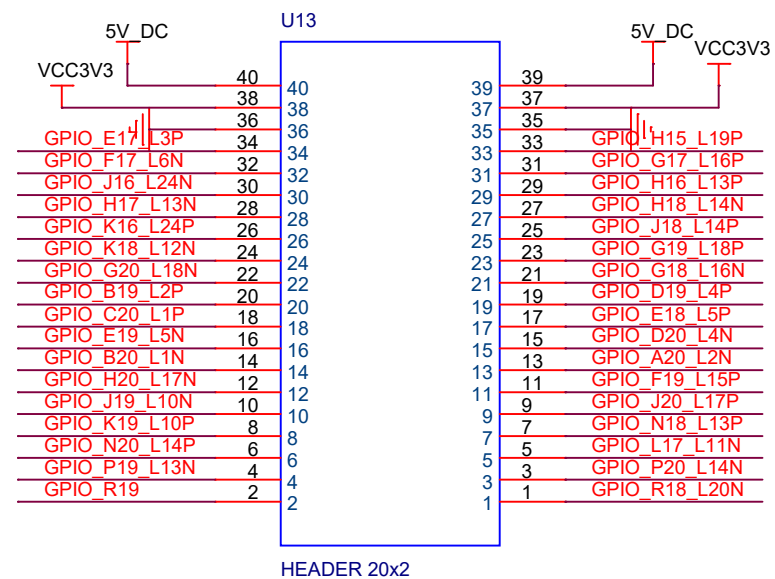 U13
5V_DC 5V_DC
VCC3V3 VCC3V3
40 40 39 39
38 38 37 37
36 36 35 35
GPIO_E17_L3P 34 34 33 33 GPIO_H15_L19P
GPIO_F17_L6N 32 32 31 31 GPIO_G17_L16P
GPIO_J16_L24N 30 30 29 29 GPIO_H16_L13P
GPIO_H17_L13N 28 28 27 27 GPIO_H18_L14N
GPIO_K16_L24P 26 26 25 25 GPIO_J18_L14P
GPIO_K18_L12N 24 24 23 23 GPIO_G19_L18P
GPIO_G20_L18N 22 22 21 21 GPIO_G18_L16N
GPIO_B19_L2P 20 20 19 19 GPIO_D19_L4P
GPIO_C20_L1P 18 18 17 17 GPIO_E18_L5P
GPIO_E19_L5N 16 16 15 15 GPIO_D20_L4N
GPIO_B20_L1N 14 14 13 13 GPIO_A20_L2N
GPIO_H20_L17N 12 12 11 11 GPIO_F19_L15P
GPIO_J19_L10N 10 10 9 9 GPIO_J20_L17P
GPIO_K19_L10P 8 8 7 7 GPIO_N18_L13P
GPIO_N20_L14P 6 6 5 5 GPIO_L17_L11N
GPIO_P19_L13N 4 4 3 3 GPIO_P20_L14N
GPIO_R19 2 2 1 1 GPIO_R18_L20N
HEADER 20x2